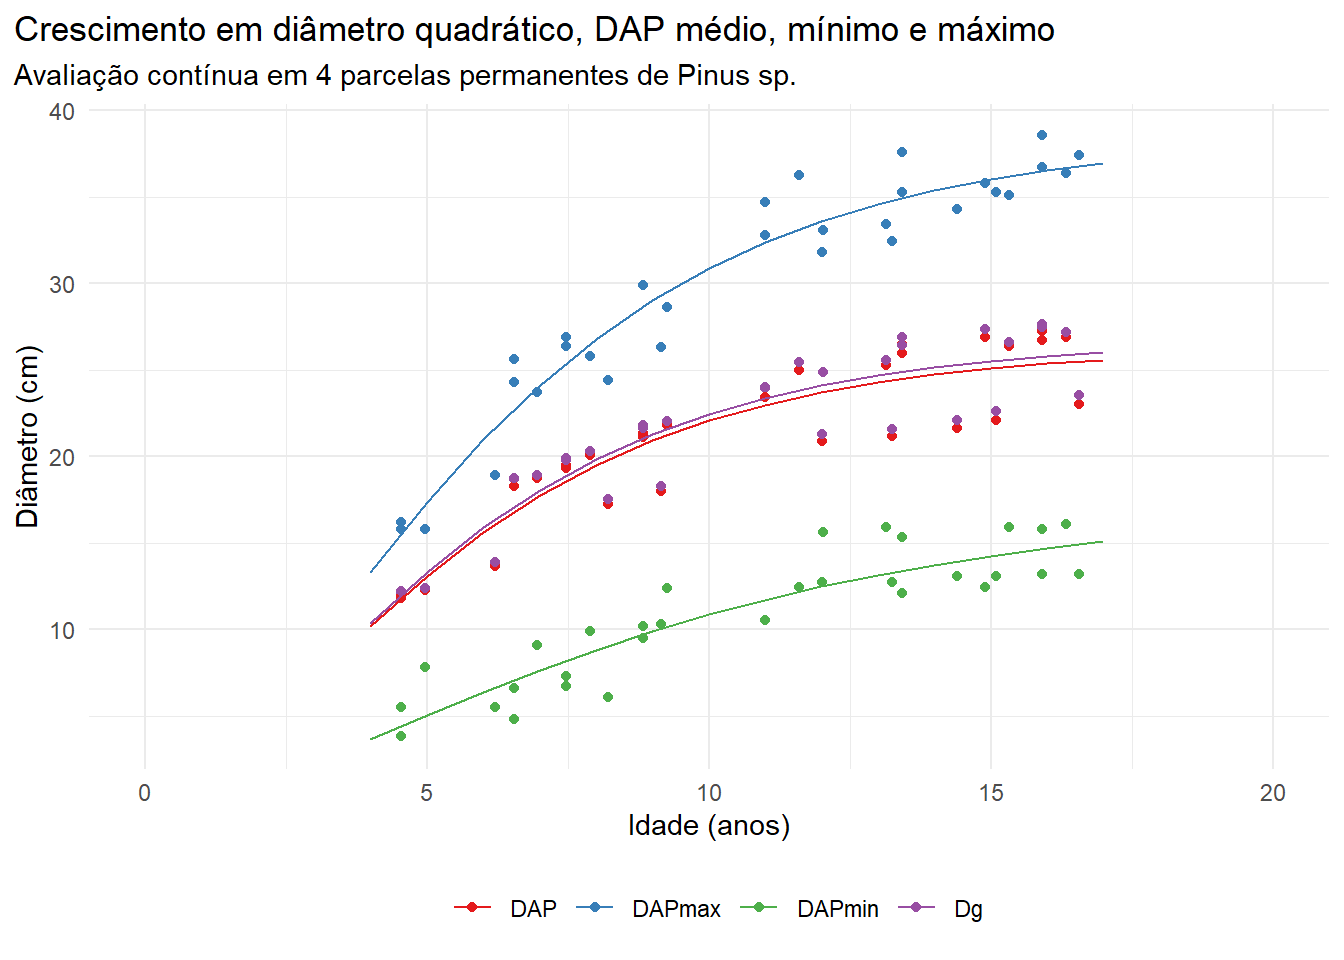 Crescimento em diâmetro quadrático, DAP médio, mínimo e máximo
Avaliação contínua em 4 parcelas permanentes de Pinus sp.
Diâmetro (cm)
40
30
20
10
0 5 10 15 20
Idade (anos)
DAP DAPmax DAPmin Dg